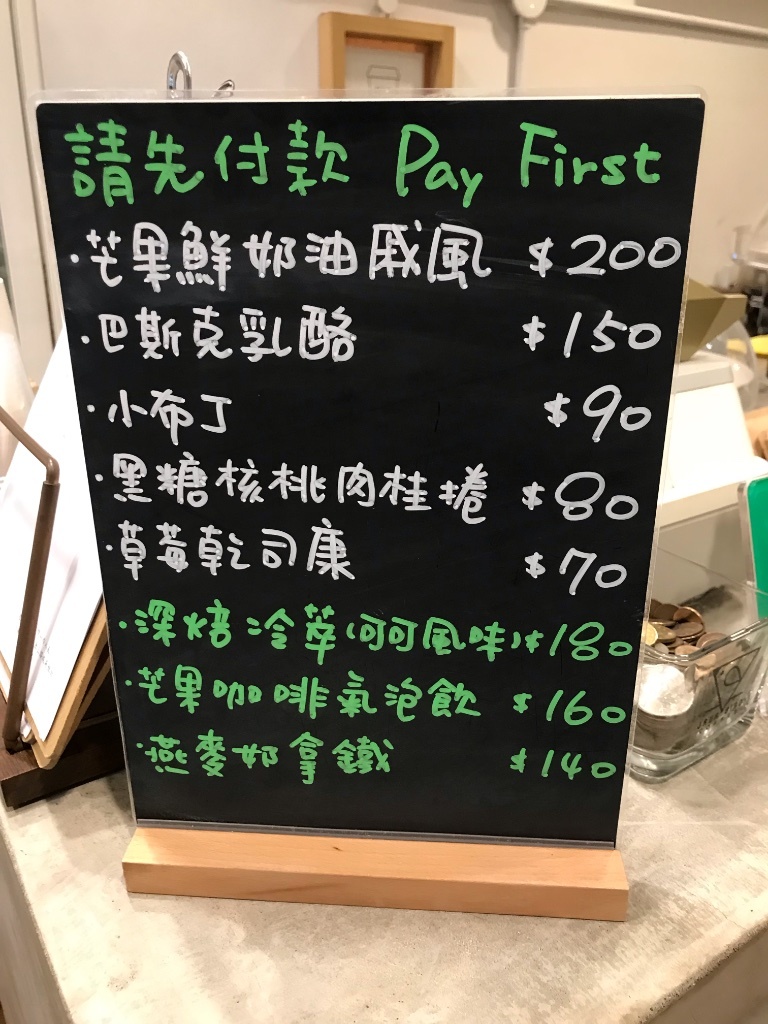 請先付款 Pay First
·芒果鮮奶油戚風 $200
·巴斯克乳酪 $150
·小布丁 $90
·黑糖核桃肉桂捲 $80
·草莓乾司康 $70
·深焙冷萃(可可風味) $180
·芒果咖啡氣泡飲 $160
·燕麥奶拿鐵 $140